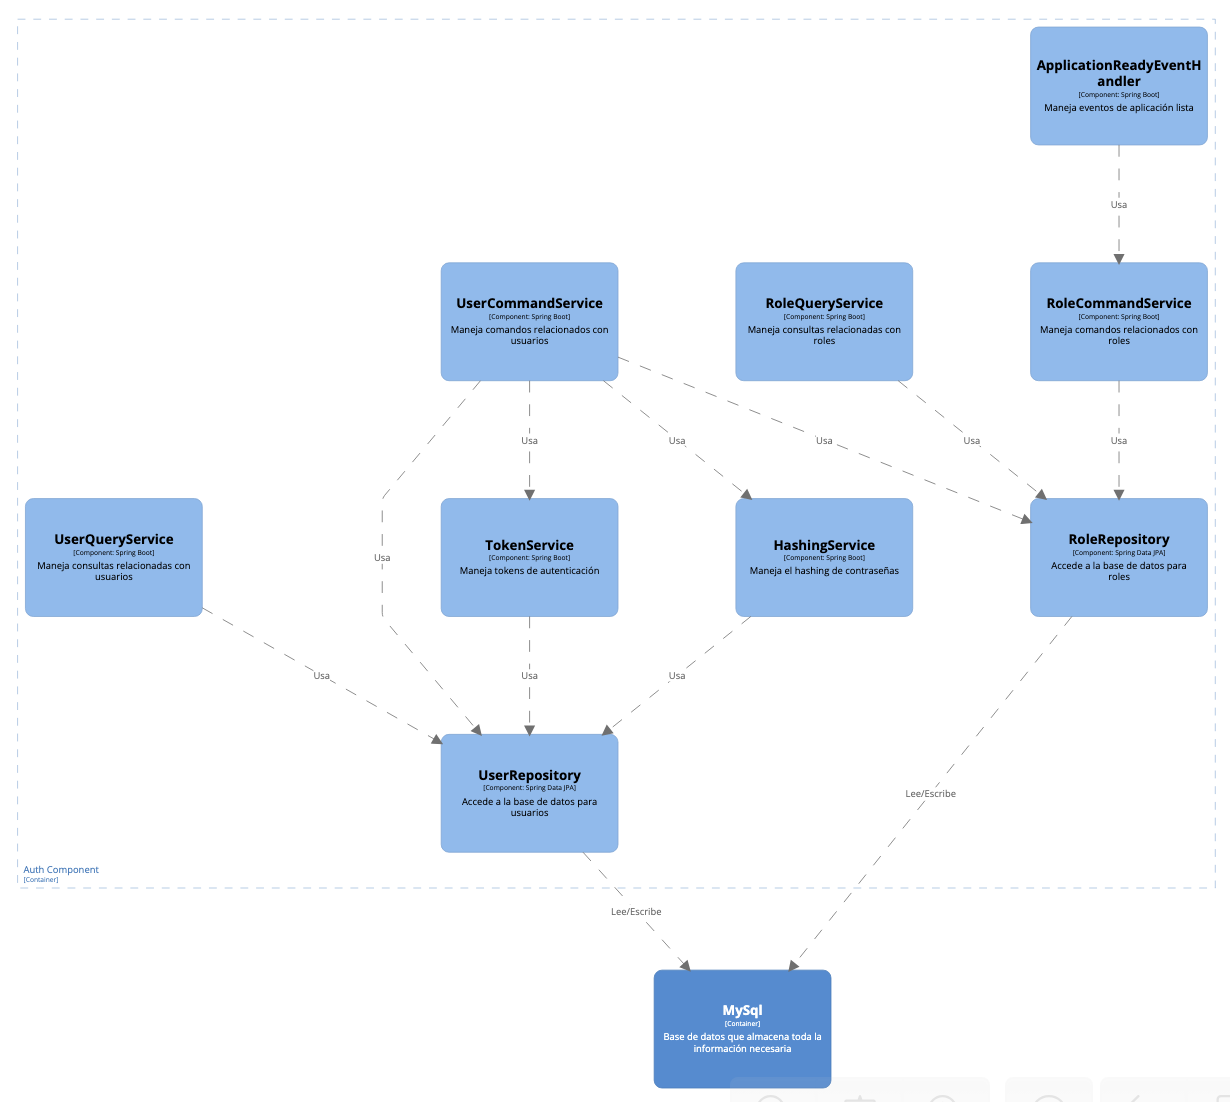 ApplicationReadyEventH
andler
[Component: Spring Boot]
Maneja eventos de aplicación lista
Usa
UserCommandService
[Component: Spring Boot]
Maneja comandos relacionados con
usuarios
RoleQueryService
[Component: Spring Boot]
Maneja consultas relacionadas con
roles
RoleCommandService
[Component: Spring Boot]
Maneja comandos relacionados con
roles
Usa
Usa
Usa
Usa
Usa
UserQueryService
[Component: Spring Boot]
Maneja consultas relacionadas con
usuarios
Usa
TokenService
[Component: Spring Boot]
Maneja tokens de autenticación
HashingService
[Component: Spring Boot]
Maneja el hashing de contraseñas
RoleRepository
[Component: Spring Data JPA]
Accede a la base de datos para
roles
Usa
Usa
Usa
UserRepository
[Component: Spring Data JPA]
Accede a la base de datos para
usuarios
Lee/Escribe
Auth Component
[Container]
Lee/Escribe
MySql
[Container]
Base de datos que almacena toda la
información necesaria